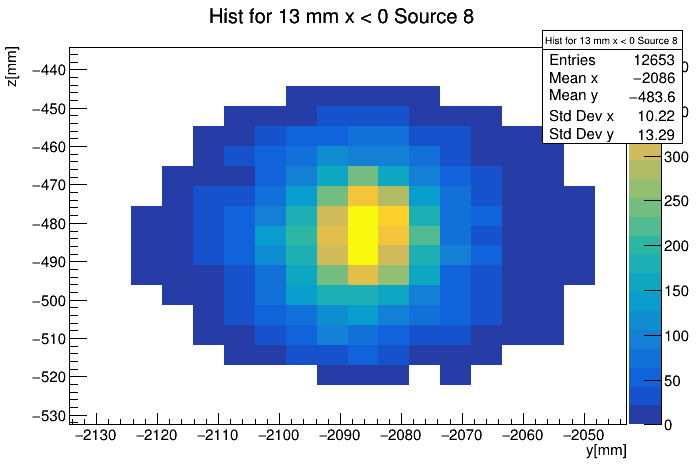 Hist for 13 mm x < 0 Source 8
Hist for 13 mm x < 0 Source 8
Entries 12653
Mean x −2086
Mean y −483.6
Std Dev x 10.22
Std Dev y 13.29
z[mm]
−440
−450
−460
−470
−480
−490
−500
−510
−520
−530
−2130 −2120 −2110 −2100 −2090 −2080 −2070 −2060 −2050
y[mm]
300
250
200
150
100
50
0